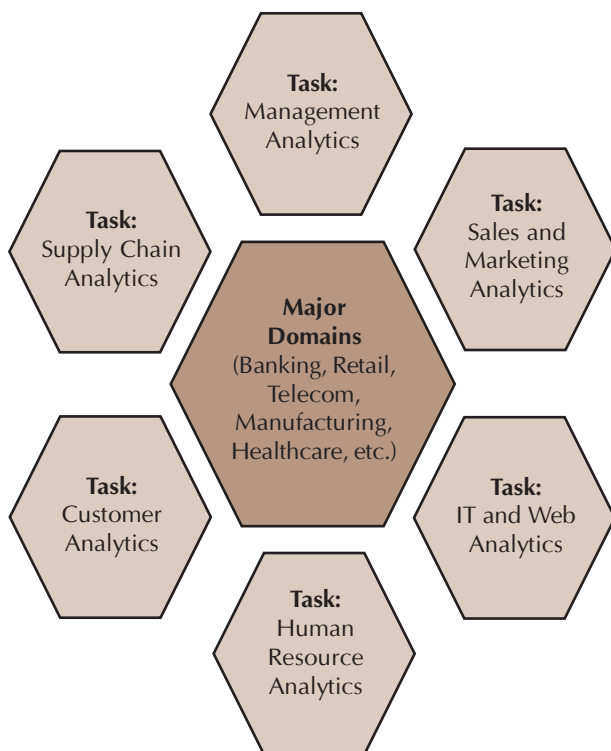 Task:
Management
Analytics
Task:
Supply Chain
Analytics
Task:
Sales and
Marketing
Analytics
Major
Domains
(Banking, Retail,
Telecom,
Manufacturing,
Healthcare, etc.)
Task:
Customer
Analytics
Task:
IT and Web
Analytics
Task:
Human
Resource
Analytics